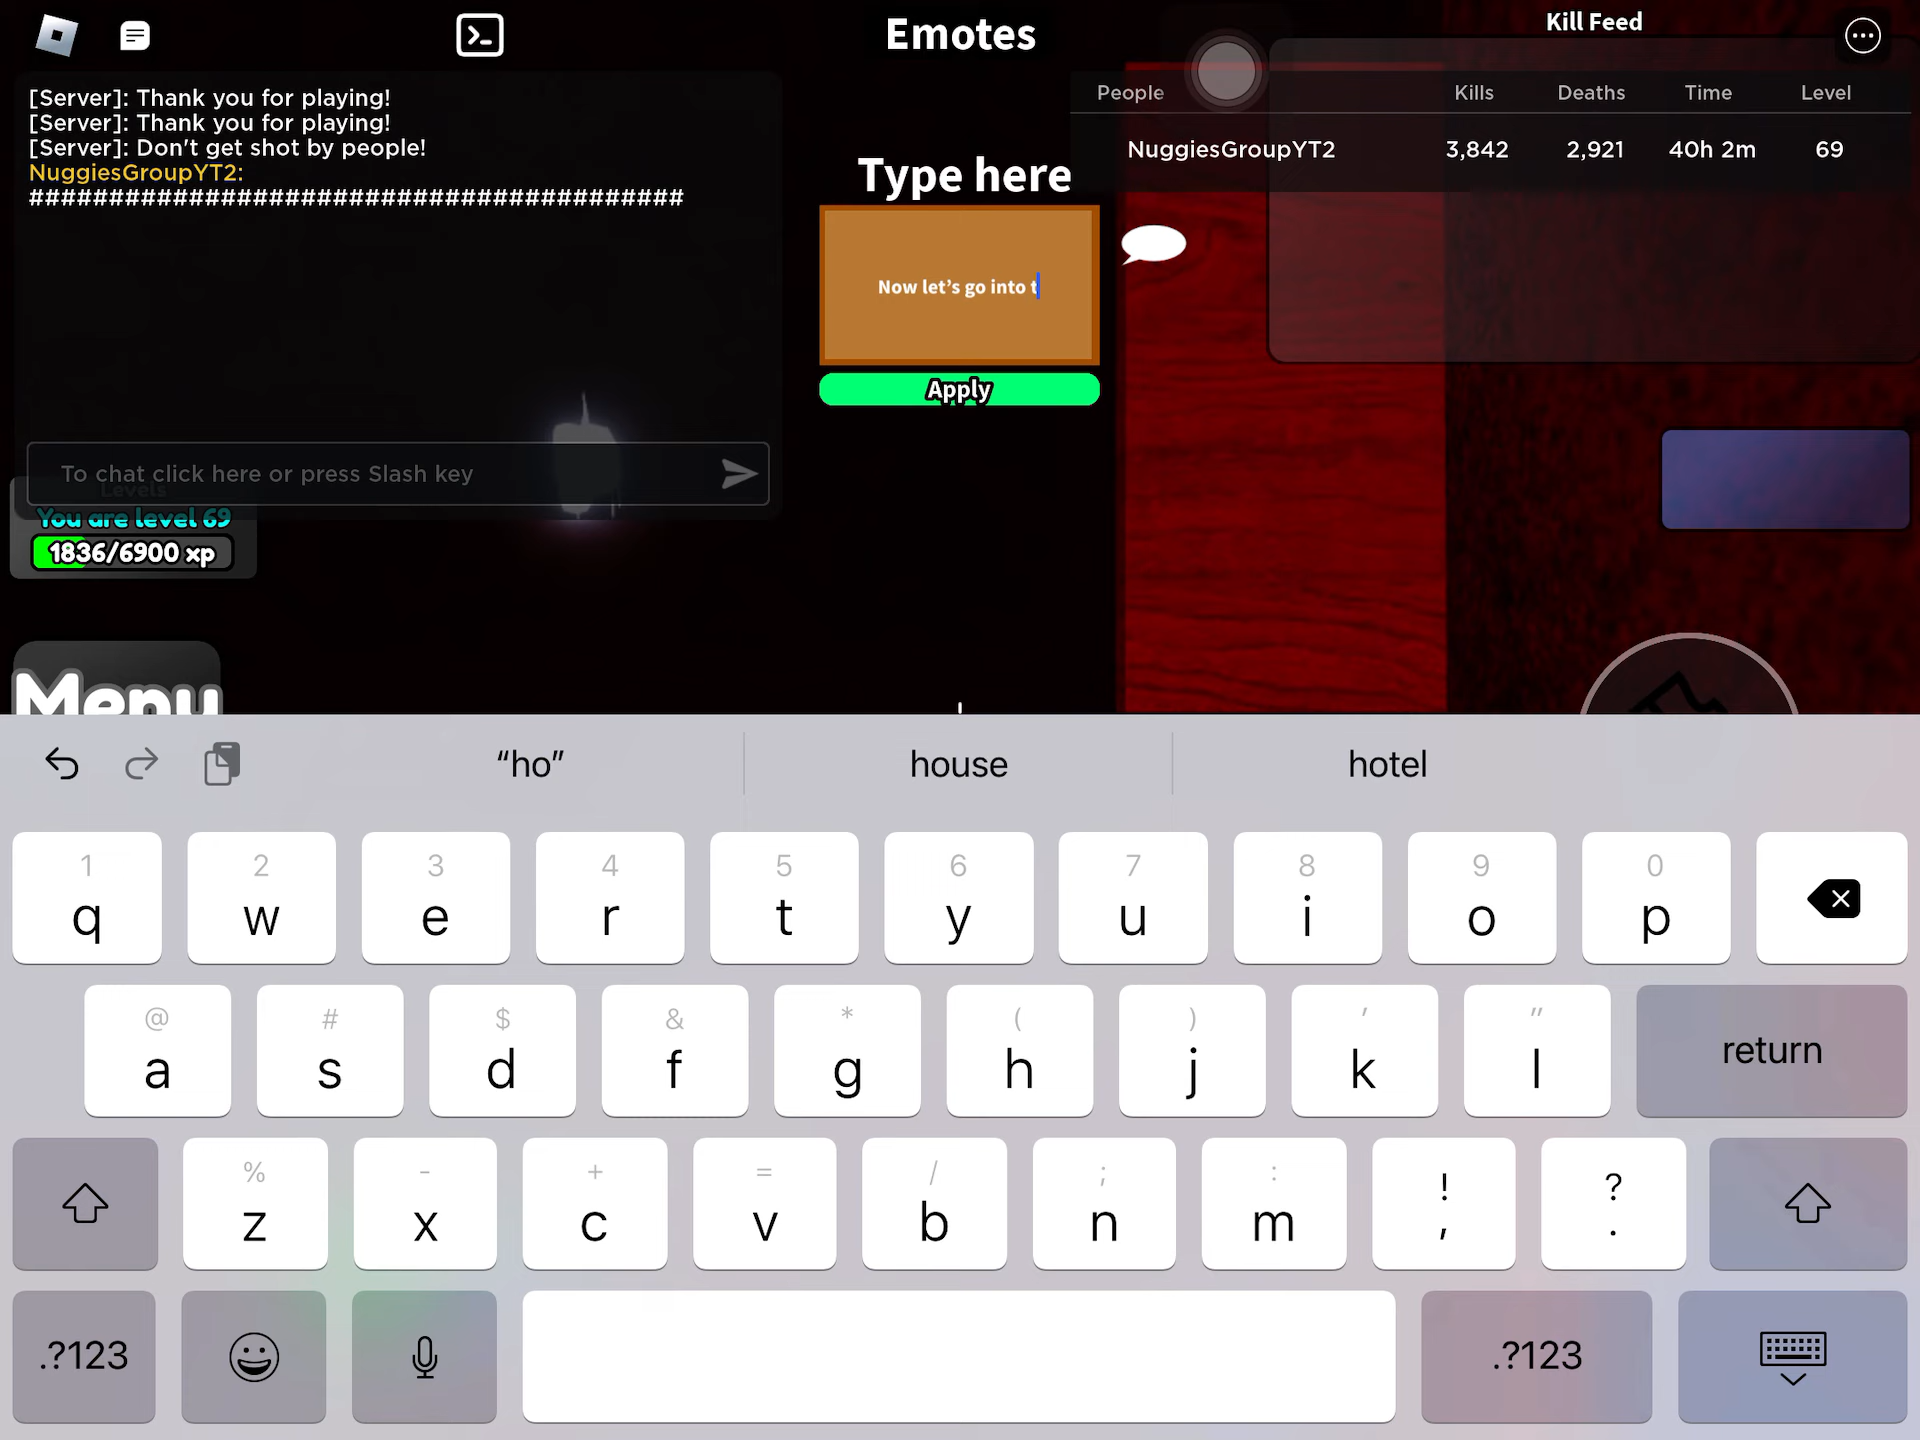 Emotes
Kill Feed
[Server]: Thank you for playing!
[Server]: Thank you for playing!
[Server]: Don't get shot by people!
NuggiesGroupYT2:
#########################################
People Kills Deaths Time Level
NuggiesGroupYT2 3,842 2,921 40h 2m 69
Type here
Now let’s go into t
Apply
To chat click here or press Slash key
Levels
You are level 69
1836/6900 xp
Menu
“ho” house hotel
1 2 3 4 5 6 7 8 9 0
q w e r t y u i o p
@ # $ & * ( ) ' "
a s d f g h j k l return
% - + = / ; : ! ?
z x c v b n m , .
.?123 .?123